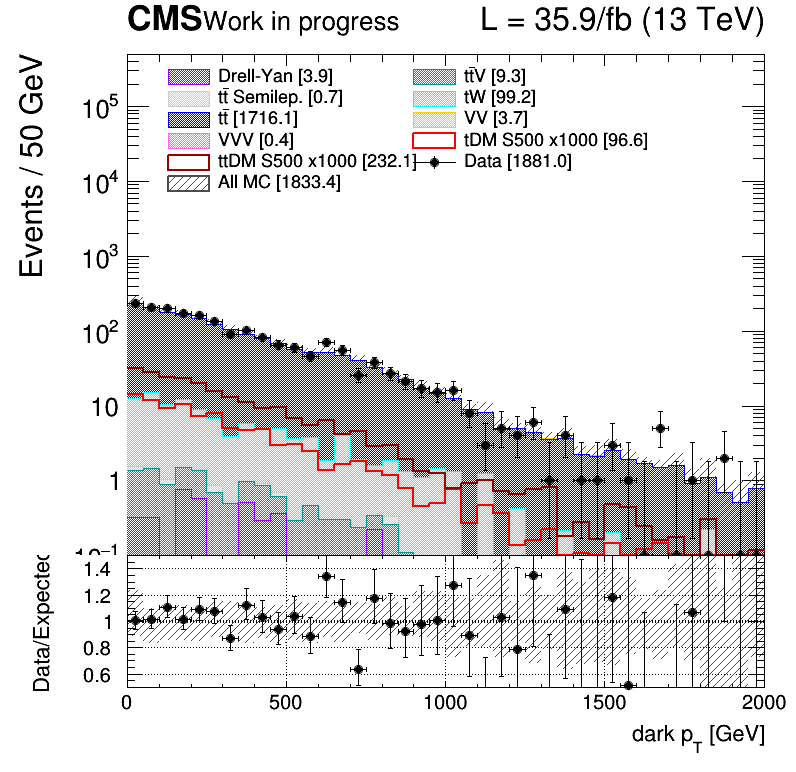 CMS Work in progress L = 35.9/fb (13 TeV)
Events / 50 GeV
Drell-Yan [3.9] tt̄V [9.3]
tt̄ Semilep. [0.7] tW [99.2]
tt̄ [1716.1] VV [3.7]
VVV [0.4] tDM S500 x1000 [96.6]
ttDM S500 x1000 [232.1] Data [1881.0]
All MC [1833.4]
10⁵
10⁴
10³
10²
10
1
10⁻¹
Data/Expected
1.4
1.2
1
0.8
0.6
0 500 1000 1500 2000
dark p_T [GeV]